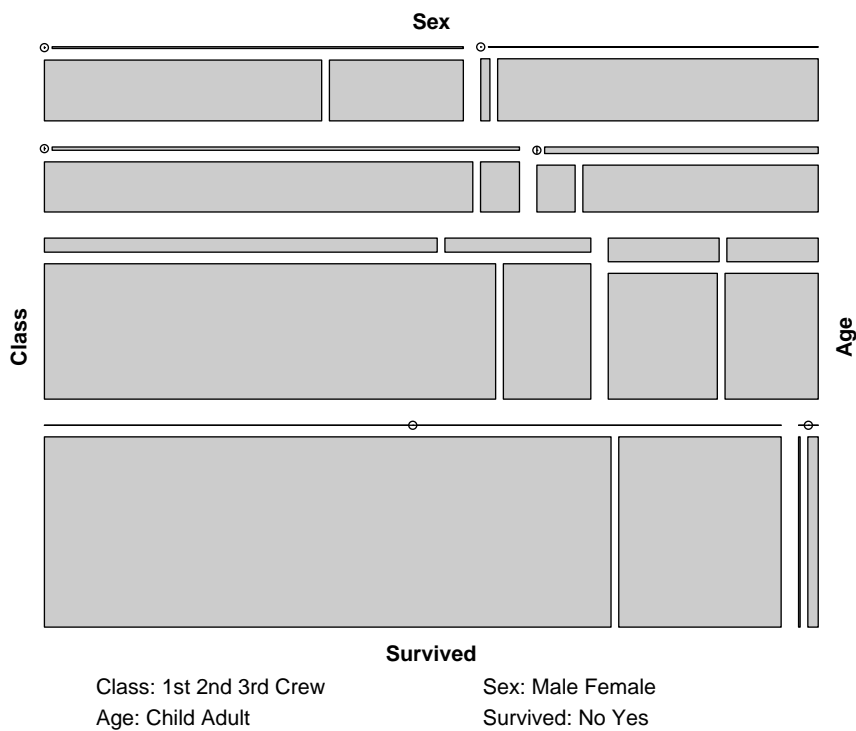 Sex
Class
Age
Survived
Class: 1st 2nd 3rd Crew
Sex: Male Female
Age: Child Adult
Survived: No Yes